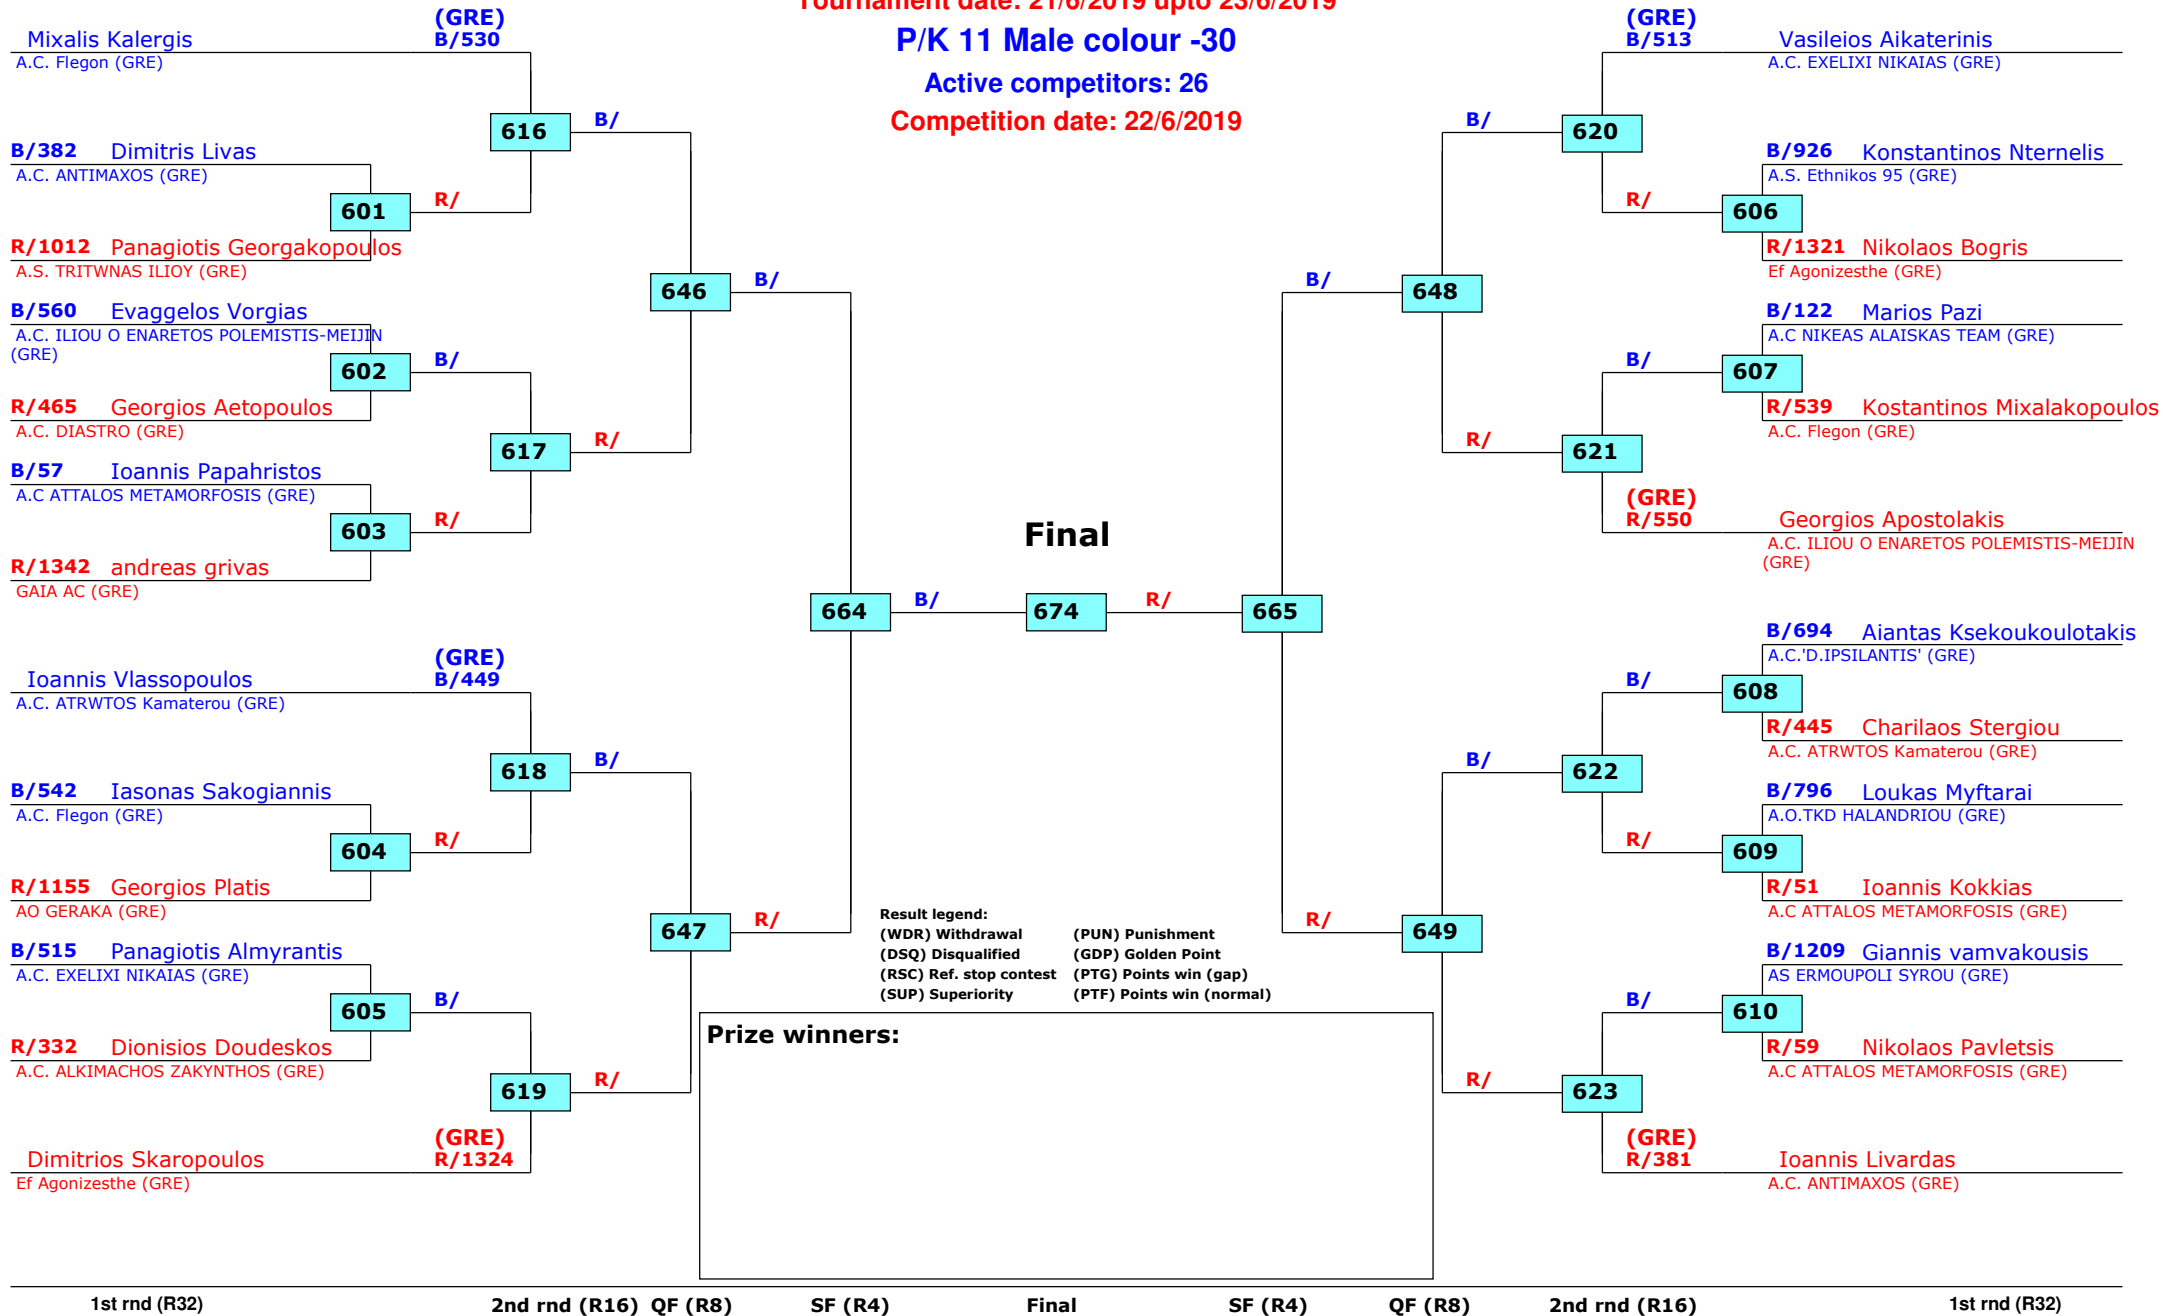 Tournament date: 21/6/2019 upto 23/6/2019
P/K 11 Male colour -30
Active competitors: 26
Competition date: 22/6/2019
(GRE)
Mixalis Kalergis B/530
A.C. Flegon (GRE)
616 B/
B/382 Dimitris Livas
A.C. ANTIMAXOS (GRE)
601 R/
R/1012 Panagiotis Georgakopoulos
A.S. TRITWNAS ILIOY (GRE)
646 B/
B/560 Evaggelos Vorgias
A.C. ILIOU O ENARETOS POLEMISTIS-MEIJIN
(GRE)
602 B/
R/465 Georgios Aetopoulos
A.C. DIASTRO (GRE)
617 R/
B/57 Ioannis Papahristos
A.C ATTALOS METAMORFOSIS (GRE)
603 R/
R/1342 andreas grivas
GAIA AC (GRE)
664 B/
(GRE)
Ioannis Vlassopoulos B/449
A.C. ATRWTOS Kamaterou (GRE)
618 B/
B/542 Iasonas Sakogiannis
A.C. Flegon (GRE)
604 R/
R/1155 Georgios Platis
AO GERAKA (GRE)
647 R/
B/515 Panagiotis Almyrantis
A.C. EXELIXI NIKAIAS (GRE)
605 B/
R/332 Dionisios Doudeskos
A.C. ALKIMACHOS ZAKYNTHOS (GRE)
619 R/
(GRE)
Dimitrios Skaropoulos R/1324
Ef Agonizesthe (GRE)
Final
674
(GRE)
B/513 Vasileios Aikaterinis
A.C. EXELIXI NIKAIAS (GRE)
B/ 620
B/926 Konstantinos Nternelis
A.S. Ethnikos 95 (GRE)
R/ 606
R/1321 Nikolaos Bogris
Ef Agonizesthe (GRE)
B/ 648
B/122 Marios Pazi
A.C NIKEAS ALAISKAS TEAM (GRE)
B/ 607
R/539 Kostantinos Mixalakopoulos
A.C. Flegon (GRE)
R/ 621
(GRE)
R/550 Georgios Apostolakis
A.C. ILIOU O ENARETOS POLEMISTIS-MEIJIN
(GRE)
R/ 665
B/694 Aiantas Ksekoukoulotakis
A.C.'D.IPSILANTIS' (GRE)
B/ 608
R/445 Charilaos Stergiou
A.C. ATRWTOS Kamaterou (GRE)
B/ 622
B/796 Loukas Myftarai
A.O.TKD HALANDRIOU (GRE)
R/ 609
R/51 Ioannis Kokkias
A.C ATTALOS METAMORFOSIS (GRE)
R/ 649
B/1209 Giannis vamvakousis
AS ERMOUPOLI SYROU (GRE)
B/ 610
R/59 Nikolaos Pavletsis
A.C ATTALOS METAMORFOSIS (GRE)
R/ 623
(GRE)
R/381 Ioannis Livardas
A.C. ANTIMAXOS (GRE)
Result legend:
(WDR) Withdrawal (PUN) Punishment
(DSQ) Disqualified (GDP) Golden Point
(RSC) Ref. stop contest (PTG) Points win (gap)
(SUP) Superiority (PTF) Points win (normal)
Prize winners:
1st rnd (R32) 2nd rnd (R16) QF (R8) SF (R4) Final SF (R4) QF (R8) 2nd rnd (R16) 1st rnd (R32)